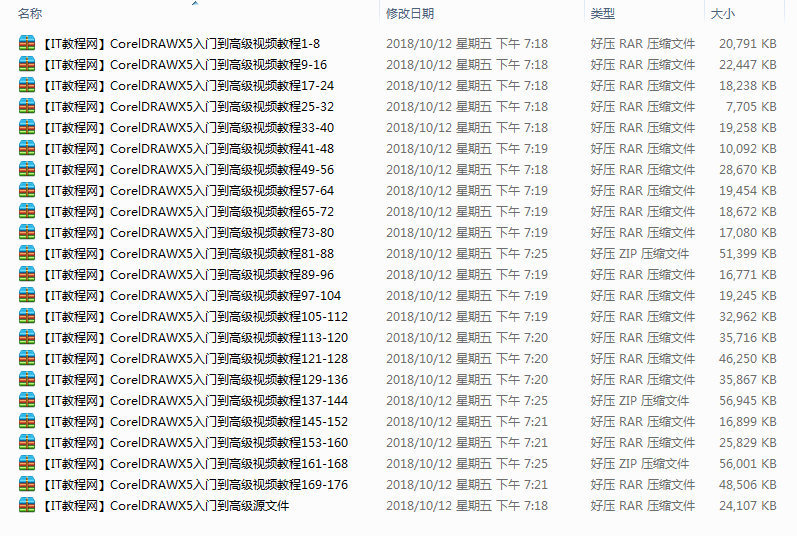 名称 修改日期 类型 大小
【IT教程网】CorelDRAWX5入门到高级视频教程1-8 2018/10/12 星期五 下午 7:18 好压 RAR 压缩文件 20,791 KB
【IT教程网】CorelDRAWX5入门到高级视频教程9-16 2018/10/12 星期五 下午 7:18 好压 RAR 压缩文件 22,447 KB
【IT教程网】CorelDRAWX5入门到高级视频教程17-24 2018/10/12 星期五 下午 7:18 好压 RAR 压缩文件 18,238 KB
【IT教程网】CorelDRAWX5入门到高级视频教程25-32 2018/10/12 星期五 下午 7:18 好压 RAR 压缩文件 7,705 KB
【IT教程网】CorelDRAWX5入门到高级视频教程33-40 2018/10/12 星期五 下午 7:18 好压 RAR 压缩文件 19,258 KB
【IT教程网】CorelDRAWX5入门到高级视频教程41-48 2018/10/12 星期五 下午 7:19 好压 RAR 压缩文件 10,092 KB
【IT教程网】CorelDRAWX5入门到高级视频教程49-56 2018/10/12 星期五 下午 7:18 好压 RAR 压缩文件 28,670 KB
【IT教程网】CorelDRAWX5入门到高级视频教程57-64 2018/10/12 星期五 下午 7:19 好压 RAR 压缩文件 19,454 KB
【IT教程网】CorelDRAWX5入门到高级视频教程65-72 2018/10/12 星期五 下午 7:19 好压 RAR 压缩文件 18,672 KB
【IT教程网】CorelDRAWX5入门到高级视频教程73-80 2018/10/12 星期五 下午 7:19 好压 RAR 压缩文件 17,080 KB
【IT教程网】CorelDRAWX5入门到高级视频教程81-88 2018/10/12 星期五 下午 7:25 好压 ZIP 压缩文件 51,399 KB
【IT教程网】CorelDRAWX5入门到高级视频教程89-96 2018/10/12 星期五 下午 7:19 好压 RAR 压缩文件 16,771 KB
【IT教程网】CorelDRAWX5入门到高级视频教程97-104 2018/10/12 星期五 下午 7:19 好压 RAR 压缩文件 19,245 KB
【IT教程网】CorelDRAWX5入门到高级视频教程105-112 2018/10/12 星期五 下午 7:19 好压 RAR 压缩文件 32,962 KB
【IT教程网】CorelDRAWX5入门到高级视频教程113-120 2018/10/12 星期五 下午 7:20 好压 RAR 压缩文件 35,716 KB
【IT教程网】CorelDRAWX5入门到高级视频教程121-128 2018/10/12 星期五 下午 7:20 好压 RAR 压缩文件 46,250 KB
【IT教程网】CorelDRAWX5入门到高级视频教程129-136 2018/10/12 星期五 下午 7:20 好压 RAR 压缩文件 35,867 KB
【IT教程网】CorelDRAWX5入门到高级视频教程137-144 2018/10/12 星期五 下午 7:25 好压 ZIP 压缩文件 56,945 KB
【IT教程网】CorelDRAWX5入门到高级视频教程145-152 2018/10/12 星期五 下午 7:21 好压 RAR 压缩文件 16,899 KB
【IT教程网】CorelDRAWX5入门到高级视频教程153-160 2018/10/12 星期五 下午 7:21 好压 RAR 压缩文件 25,829 KB
【IT教程网】CorelDRAWX5入门到高级视频教程161-168 2018/10/12 星期五 下午 7:25 好压 ZIP 压缩文件 56,001 KB
【IT教程网】CorelDRAWX5入门到高级视频教程169-176 2018/10/12 星期五 下午 7:21 好压 RAR 压缩文件 48,506 KB
【IT教程网】CorelDRAWX5入门到高级源文件 2018/10/12 星期五 下午 7:18 好压 RAR 压缩文件 24,107 KB